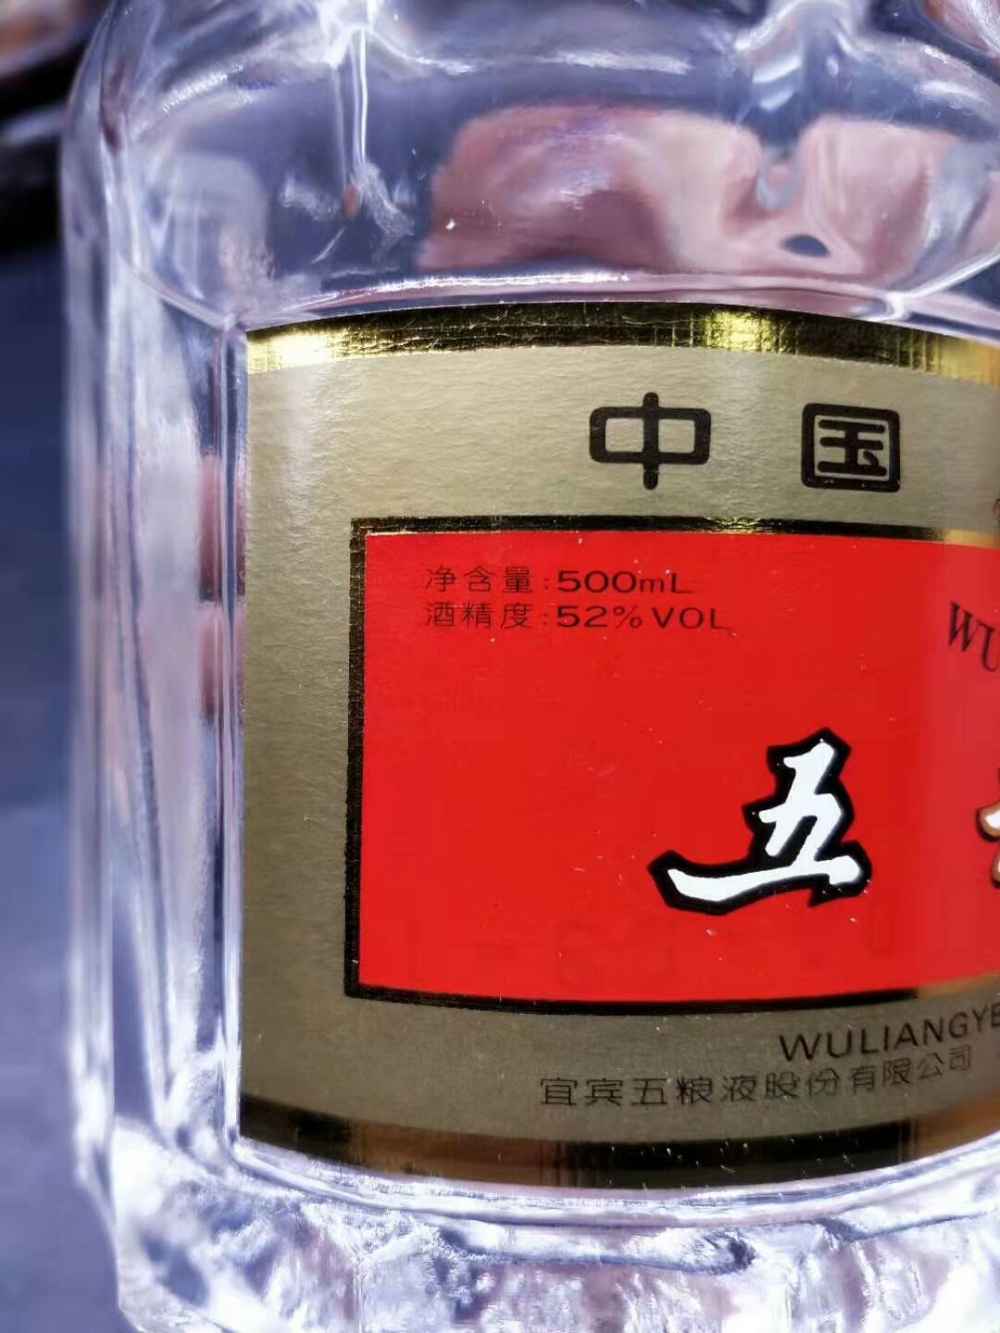 中国
净含量:500mL
酒精度:52%VOL
WU
五
WULIANGYE
宜宾五粮液股份有限公司